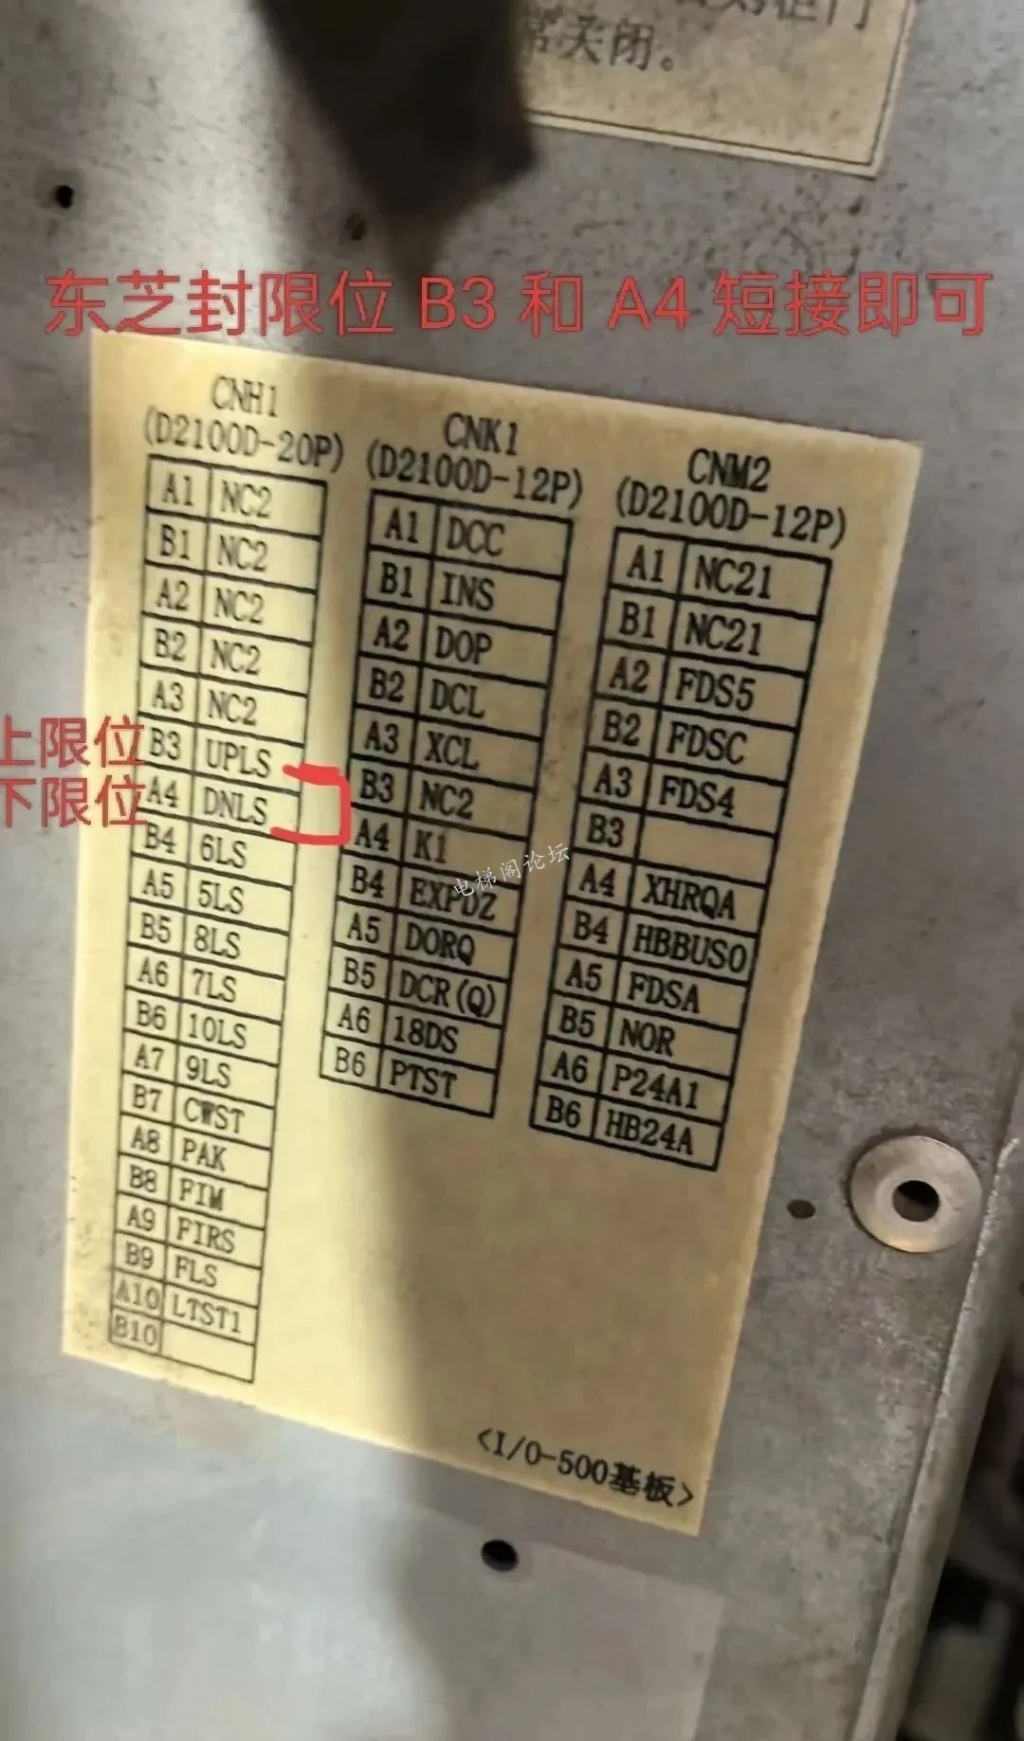 常关闭。
东芝封限位 B3 和 A4 短接即可
CNH1
(D2100D-20P)
A1 NC2
B1 NC2
A2 NC2
B2 NC2
A3 NC2
上限位 B3 UPLS
下限位 A4 DNLS
B4 6LS
A5 5LS
B5 8LS
A6 7LS
B6 10LS
A7 9LS
B7 CWST
A8 PAK
B8 FIM
A9 FIRS
B9 FLS
A10 LTST1
B10
CNK1
(D2100D-12P)
A1 DCC
B1 INS
A2 DOP
B2 DCL
A3 XCL
B3 NC2
A4 K1
B4 EXPDZ
A5 DORQ
B5 DCR(Q)
A6 18DS
B6 PTST
CNM2
(D2100D-12P)
A1 NC21
B1 NC21
A2 FDS5
B2 FDSC
A3 FDS4
B3
A4 XHRQA
B4 HBBUSO
A5 FDSA
B5 NOR
A6 P24A1
B6 HB24A
电梯阁论坛
<I/O-500基板>